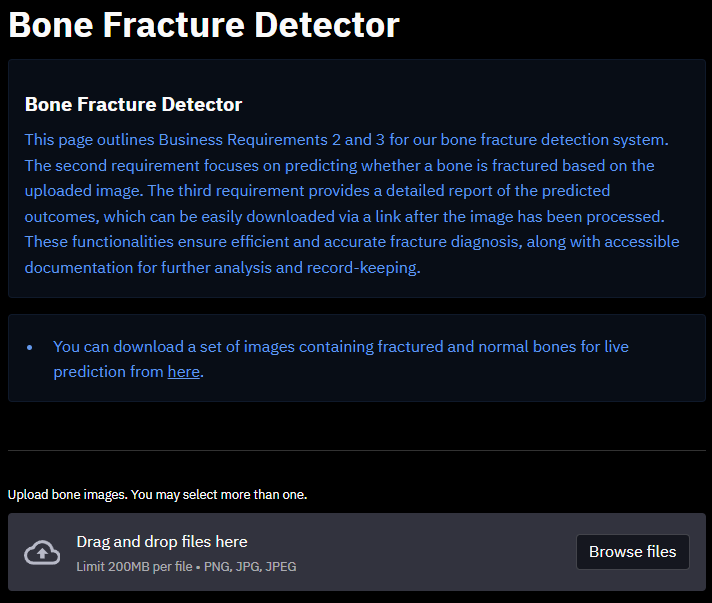 Bone Fracture Detector
Bone Fracture Detector
This page outlines Business Requirements 2 and 3 for our bone fracture detection system.
The second requirement focuses on predicting whether a bone is fractured based on the
uploaded image. The third requirement provides a detailed report of the predicted
outcomes, which can be easily downloaded via a link after the image has been processed.
These functionalities ensure efficient and accurate fracture diagnosis, along with accessible
documentation for further analysis and record-keeping.
• You can download a set of images containing fractured and normal bones for live
prediction from here.
Upload bone images. You may select more than one.
Drag and drop files here
Limit 200MB per file • PNG, JPG, JPEG
Browse files